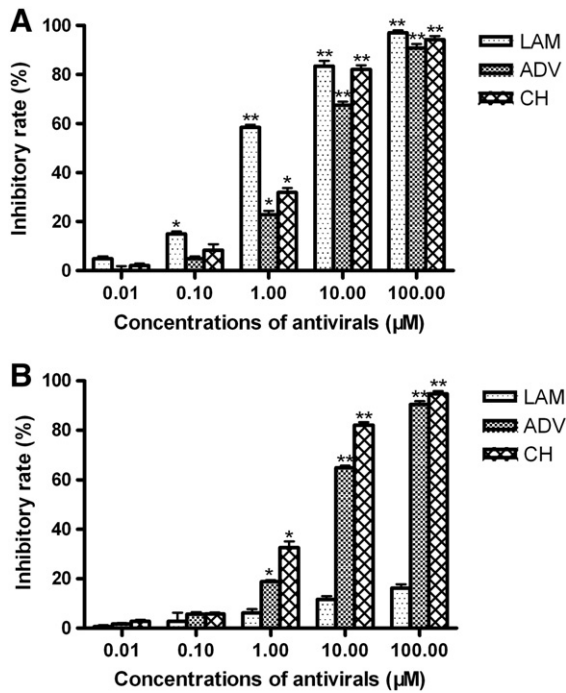 A
Inhibitory rate (%)
100
80
60
40
20
0
* ** * * ** ** ** ** ** **
0.01 0.10 1.00 10.00 100.00
Concentrations of antivirals (µM)
LAM
ADV
CH
B
Inhibitory rate (%)
100
80
60
40
20
0
* * ** ** ** **
0.01 0.10 1.00 10.00 100.00
Concentrations of antivirals (µM)
LAM
ADV
CH